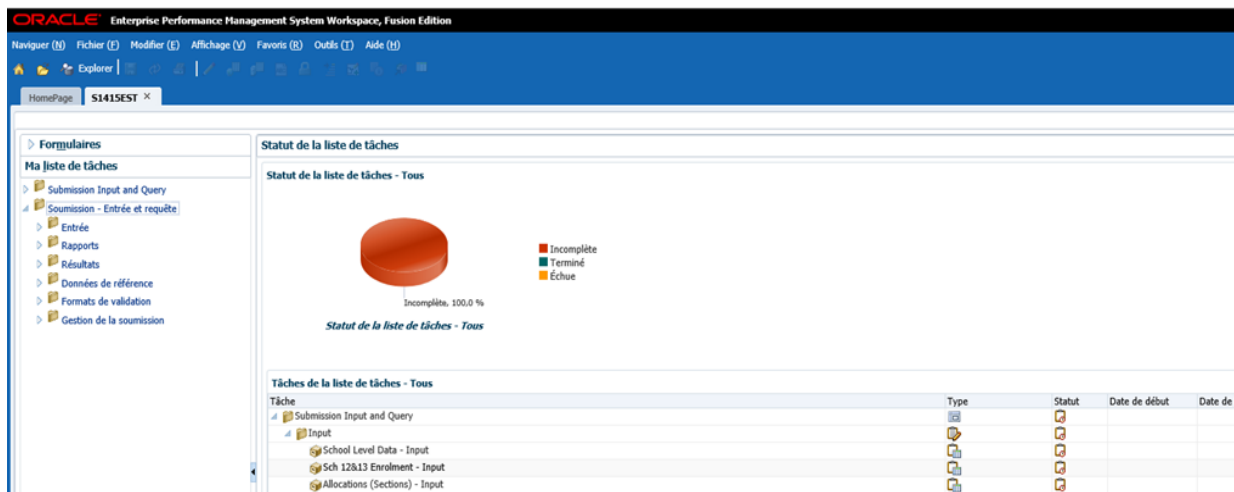 ORACLE Enterprise Performance Management System Workspace, Fusion Edition
Naviguer (N) Fichier (F) Modifier (E) Affichage (V) Favoris (R) Outils (T) Aide (H)
Explorer
HomePage S1415EST ×
Formulaires
Ma liste de tâches
Submission Input and Query
Soumission - Entrée et requête
Entrée
Rapports
Résultats
Données de référence
Formats de validation
Gestion de la soumission
Statut de la liste de tâches
Statut de la liste de tâches - Tous
Incomplète
Terminé
Échue
Incomplète, 100,0 %
Statut de la liste de tâches - Tous
Tâches de la liste de tâches - Tous
Tâche Type Statut Date de début Date de
Submission Input and Query
Input
School Level Data - Input
Sch 12&13 Enrolment - Input
Allocations (Sections) - Input